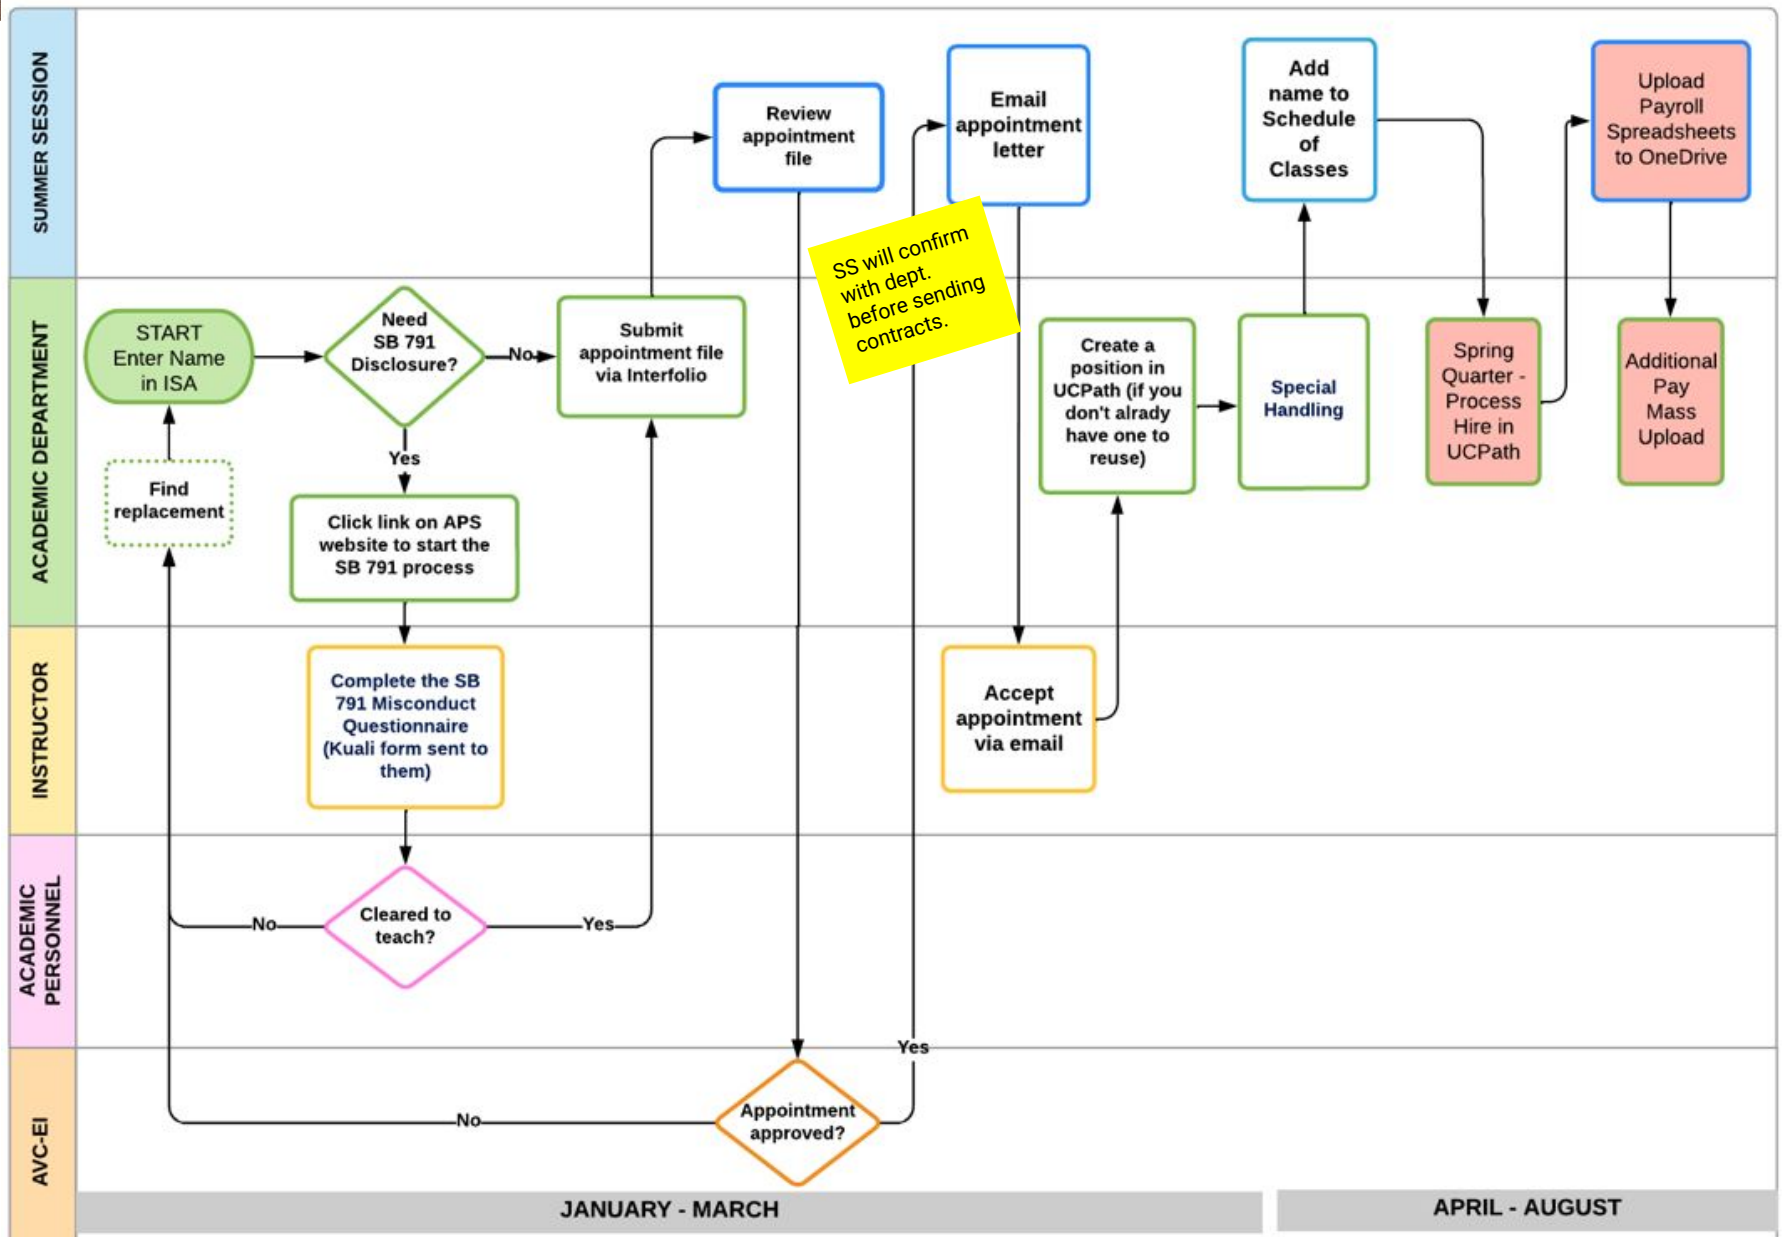 SUMMER SESSION
Review
appointment
file
Email
appointment
letter
Add
name to
Schedule
of
Classes
Upload
Payroll
Spreadsheets
to OneDrive
SS will confirm
with dept.
before sending
contracts.
ACADEMIC DEPARTMENT
START
Enter Name
in ISA
Need
SB 791
Disclosure?
No
Submit
appointment file
via Interfolio
Create a
position in
UCPath (if you
don't alrady
have one to
reuse)
Special
Handling
Spring
Quarter -
Process
Hire in
UCPath
Additional
Pay
Mass
Upload
Yes
Find
replacement
Click link on APS
website to start the
SB 791 process
INSTRUCTOR
Complete the SB
791 Misconduct
Questionnaire
(Kuali form sent to
them)
Accept
appointment
via email
ACADEMIC
PERSONNEL
No
Cleared to
teach?
Yes
Yes
AVC-EI
No
Appointment
approved?
JANUARY - MARCH
APRIL - AUGUST